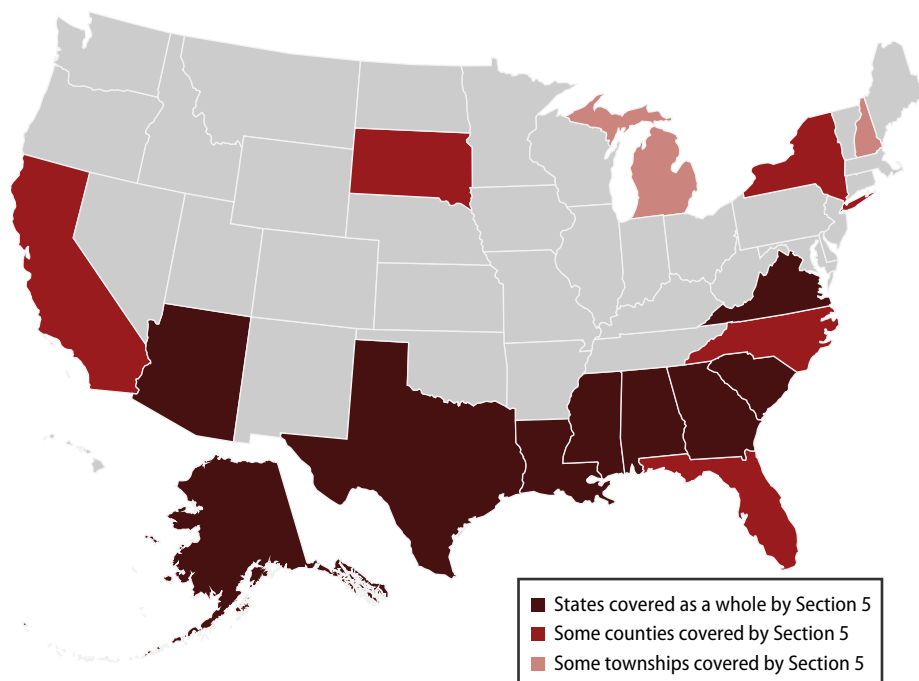 States covered as a whole by Section 5
Some counties covered by Section 5
Some townships covered by Section 5